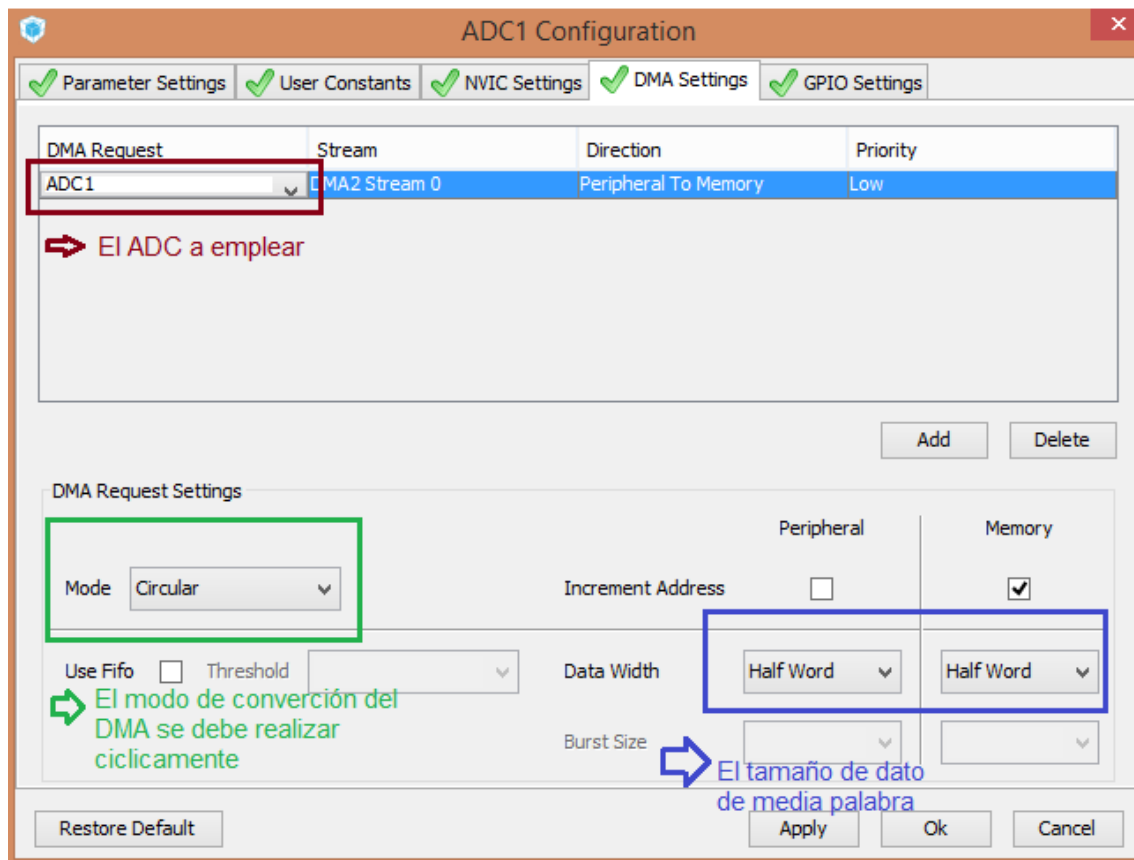 ADC1 Configuration
Parameter Settings User Constants NVIC Settings DMA Settings GPIO Settings
DMA Request Stream Direction Priority
ADC1 DMA2 Stream 0 Peripheral To Memory Low
El ADC a emplear
Add Delete
DMA Request Settings
Peripheral Memory
Mode Circular Increment Address
Use Fifo Threshold Data Width Half Word Half Word
El modo de converción del
DMA se debe realizar
ciclicamente
Burst Size
El tamaño de dato
de media palabra
Restore Default Apply Ok Cancel